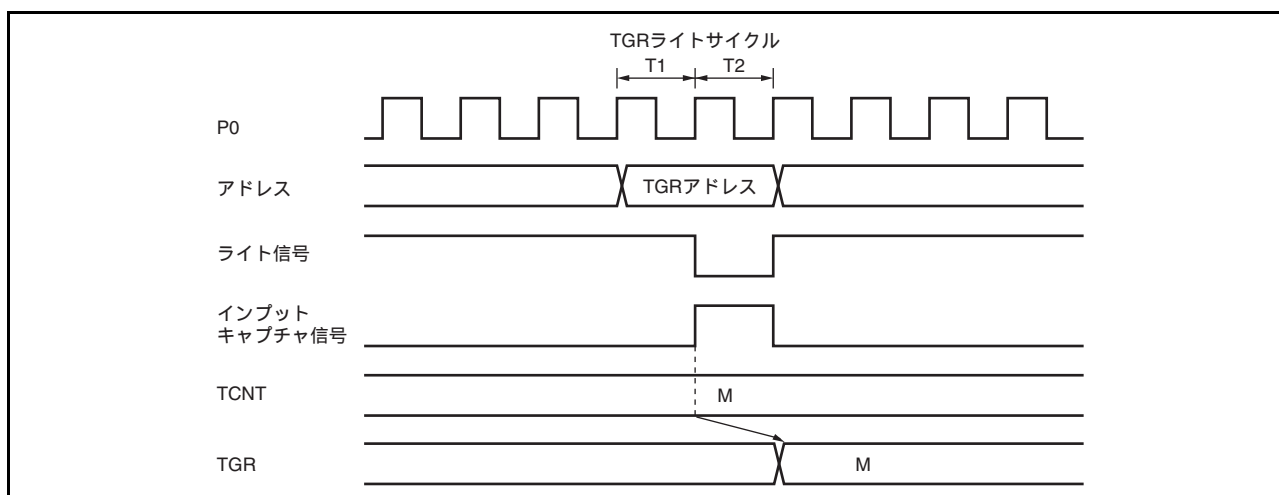 TGRライトサイクル
T1 T2
P0
アドレス TGRアドレス
ライト信号
インプット
キャプチャ信号
TCNT M
TGR M